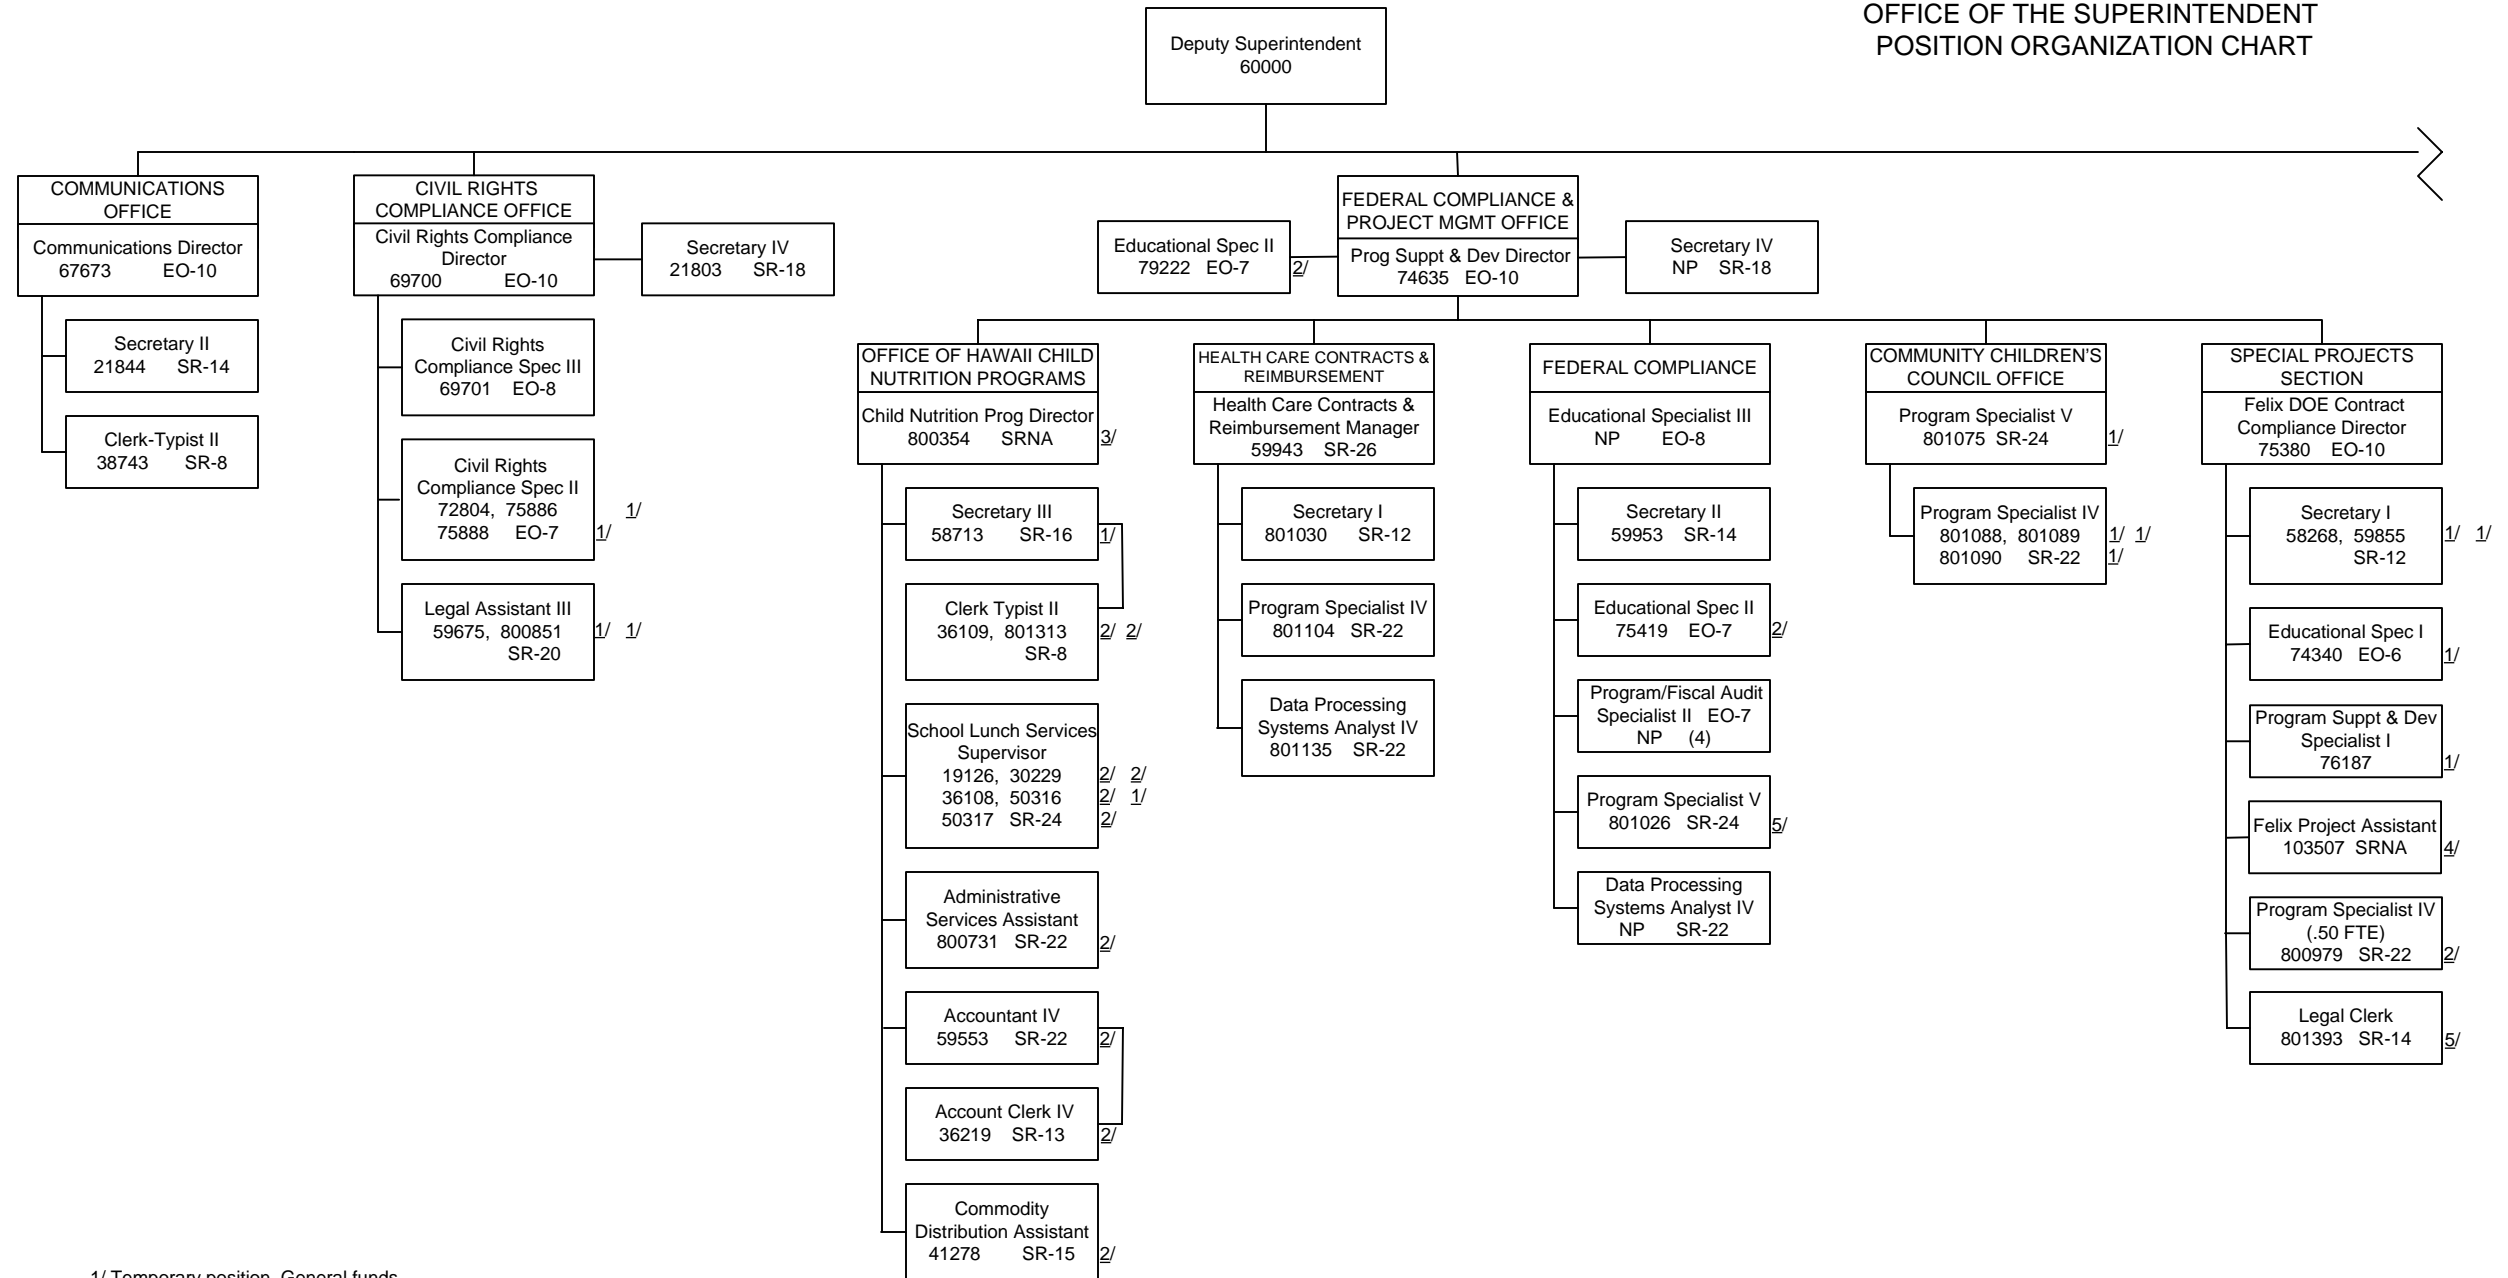 OFFICE OF THE SUPERINTENDENT
POSITION ORGANIZATION CHART
Deputy Superintendent
60000
COMMUNICATIONS
OFFICE
Communications Director
67673 EO-10
Secretary II
21844 SR-14
Clerk-Typist II
38743 SR-8
CIVIL RIGHTS
COMPLIANCE OFFICE
Civil Rights Compliance
Director
69700 EO-10
Secretary IV
21803 SR-18
Civil Rights
Compliance Spec III
69701 EO-8
Civil Rights
Compliance Spec II
72804, 75886 1/
75888 EO-7 1/
Legal Assistant III
59675, 800851 1/ 1/
SR-20
FEDERAL COMPLIANCE &
PROJECT MGMT OFFICE
Prog Suppt & Dev Director
74635 EO-10
Educational Spec II
79222 EO-7 2/
Secretary IV
NP SR-18
OFFICE OF HAWAII CHILD
NUTRITION PROGRAMS
Child Nutrition Prog Director
800354 SRNA 3/
Secretary III
58713 SR-16 1/
Clerk Typist II
36109, 801313 2/ 2/
SR-8
School Lunch Services
Supervisor
19126, 30229 2/ 2/
36108, 50316 2/ 1/
50317 SR-24 2/
Administrative
Services Assistant
800731 SR-22 2/
Accountant IV
59553 SR-22 2/
Account Clerk IV
36219 SR-13 2/
Commodity
Distribution Assistant
41278 SR-15 2/
HEALTH CARE CONTRACTS &
REIMBURSEMENT
Health Care Contracts &
Reimbursement Manager
59943 SR-26
Secretary I
801030 SR-12
Program Specialist IV
801104 SR-22
Data Processing
Systems Analyst IV
801135 SR-22
FEDERAL COMPLIANCE
Educational Specialist III
NP EO-8
Secretary II
59953 SR-14
Educational Spec II
75419 EO-7 2/
Program/Fiscal Audit
Specialist II EO-7
NP (4)
Program Specialist V
801026 SR-24 5/
Data Processing
Systems Analyst IV
NP SR-22
COMMUNITY CHILDREN'S
COUNCIL OFFICE
Program Specialist V
801075 SR-24 1/
Program Specialist IV
801088, 801089 1/ 1/
801090 SR-22 1/
SPECIAL PROJECTS
SECTION
Felix DOE Contract
Compliance Director
75380 EO-10
Secretary I
58268, 59855 1/ 1/
SR-12
Educational Spec I
74340 EO-6 1/
Program Suppt & Dev
Specialist I
76187 1/
Felix Project Assistant
103507 SRNA 4/
Program Specialist IV
(.50 FTE)
800979 SR-22 2/
Legal Clerk
801393 SR-14 5/
1/ Temporary position, General funds